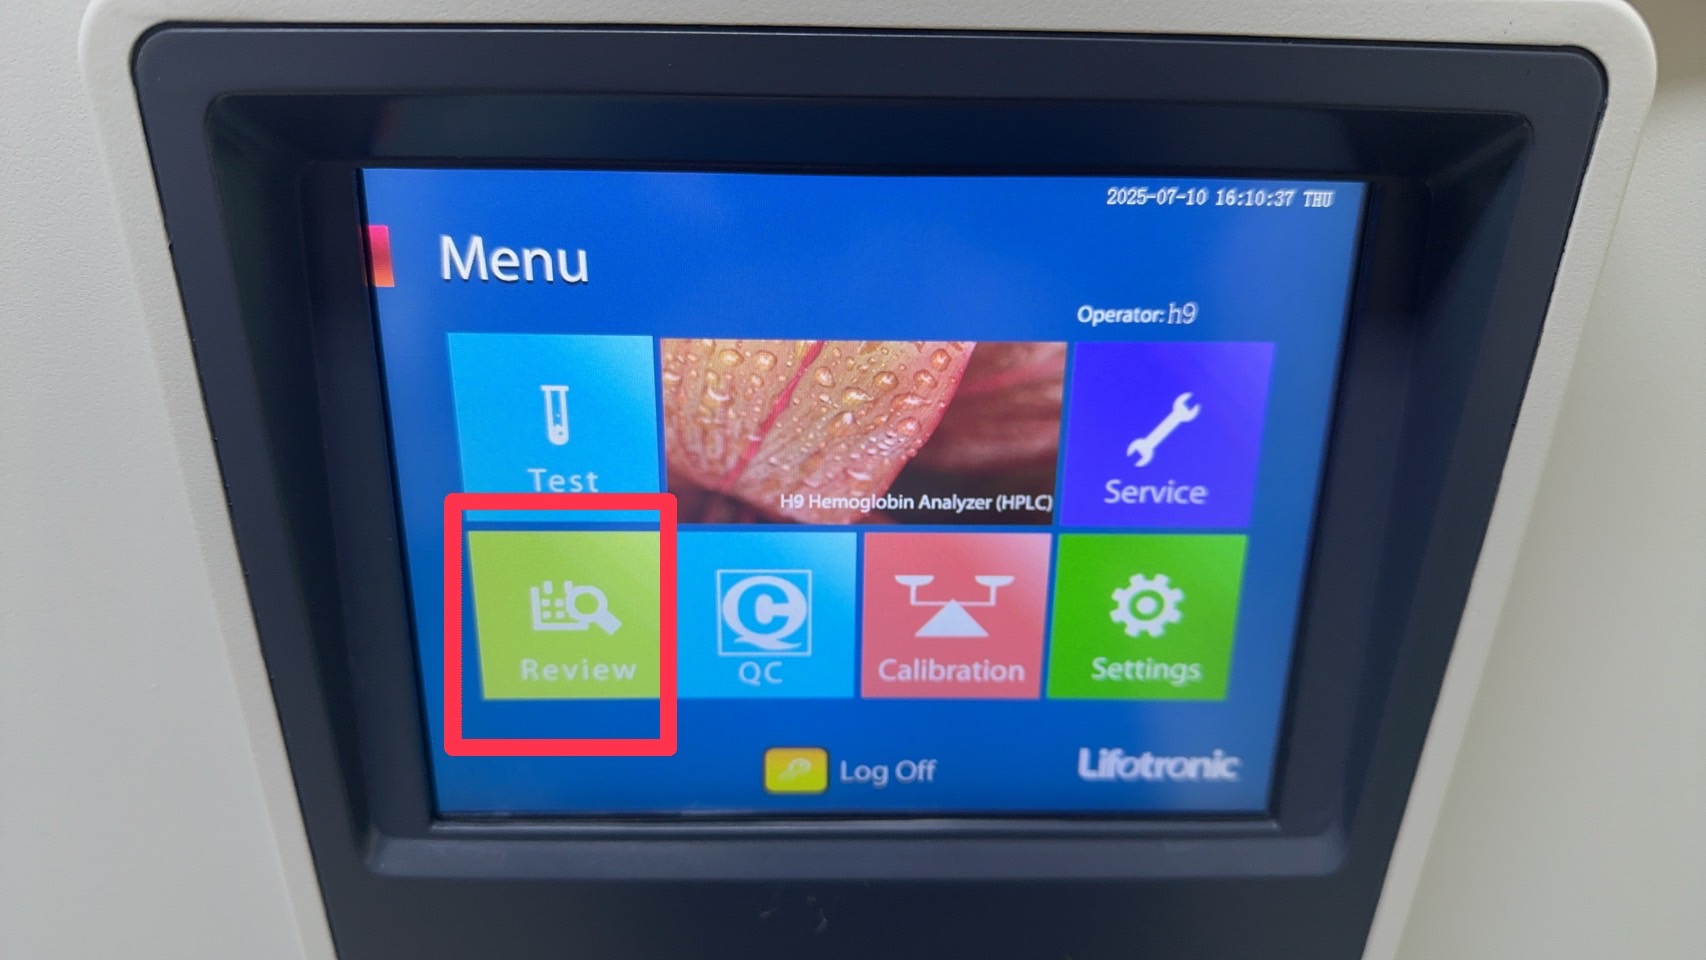 2025-07-10 16:10:37 THU
Menu
Operator: h9
Test
H9 Hemoglobin Analyzer (HPLC)
Service
Review
QC
Calibration
Settings
Log Off
Lifotronic